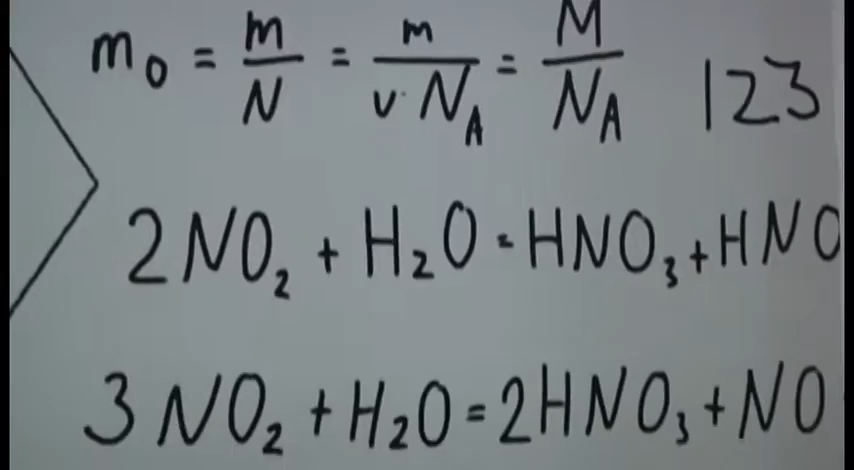 m₀ = m/N = m/(ν·N_A) = M/N_A 123
2NO₂ + H₂O = HNO₃ + HNO
3NO₂ + H₂O = 2HNO₃ + NO